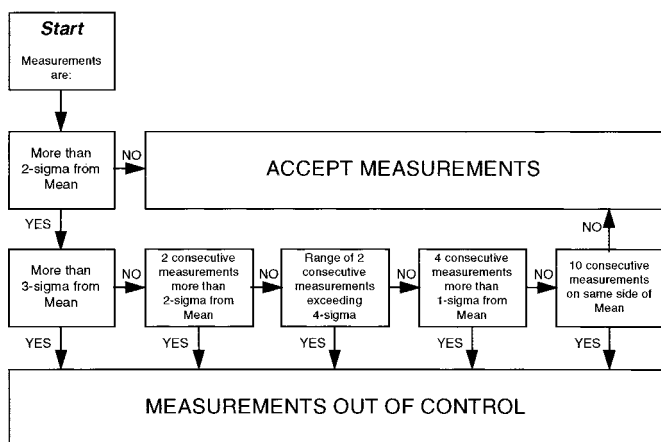 Start
Measurements
are:
More than
2-sigma from
Mean
NO
ACCEPT MEASUREMENTS
YES
NO
More than
3-sigma from
Mean
NO
2 consecutive
measurements
more than
2-sigma from
Mean
NO
Range of 2
consecutive
measurements
exceeding
4-sigma
NO
4 consecutive
measurements
more than
1-sigma from
Mean
NO
10 consecutive
measurements
on same side of
Mean
YES
YES
YES
YES
YES
MEASUREMENTS OUT OF CONTROL